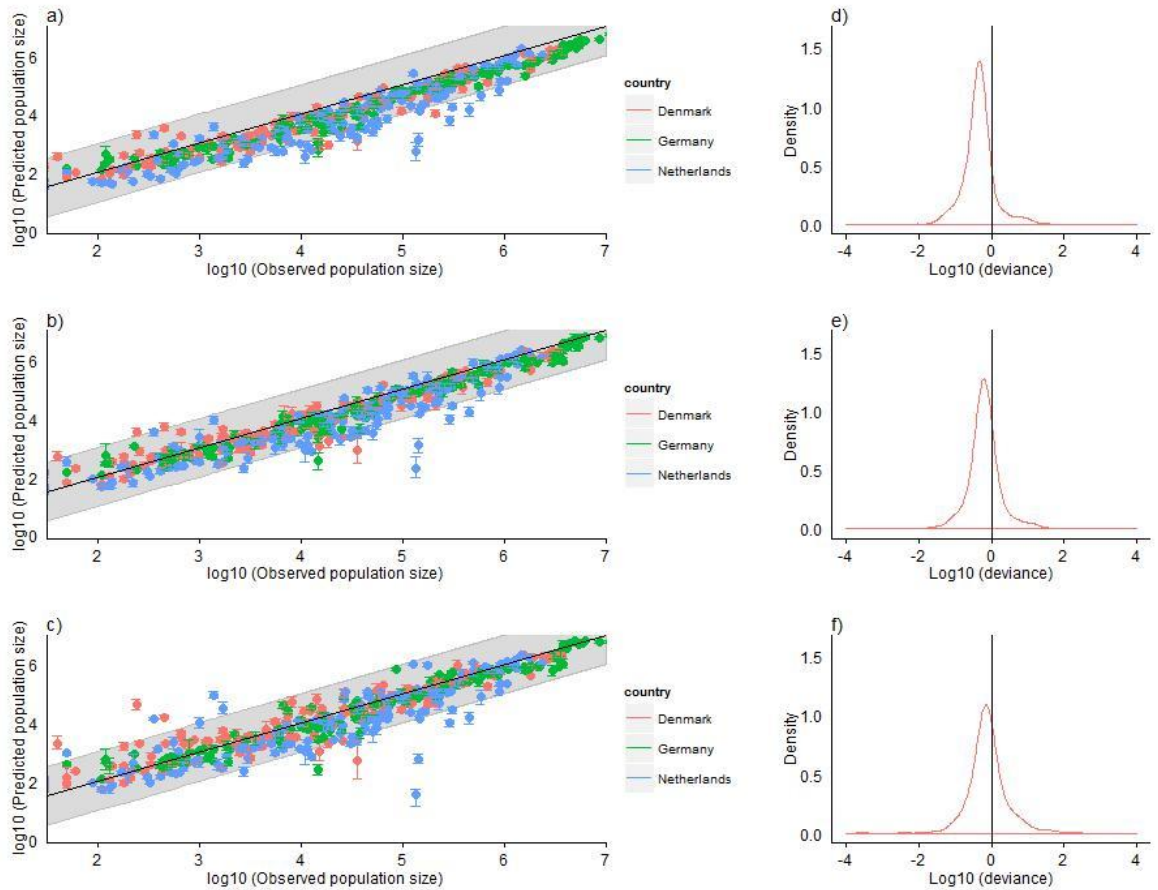 a)
log10 (Predicted population size)
6
4
2
0
2 3 4 5 6 7
log10 (Observed population size)
country
Denmark
Germany
Netherlands
d)
Density
1.5
1.0
0.5
0.0
-4 -2 0 2 4
Log10 (deviance)
b)
log10 (Predicted population size)
6
4
2
0
2 3 4 5 6 7
log10 (Observed population size)
country
Denmark
Germany
Netherlands
e)
Density
1.5
1.0
0.5
0.0
-4 -2 0 2 4
Log10 (deviance)
c)
log10 (Predicted population size)
6
4
2
0
2 3 4 5 6 7
log10 (Observed population size)
country
Denmark
Germany
Netherlands
f)
Density
1.5
1.0
0.5
0.0
-4 -2 0 2 4
Log10 (deviance)